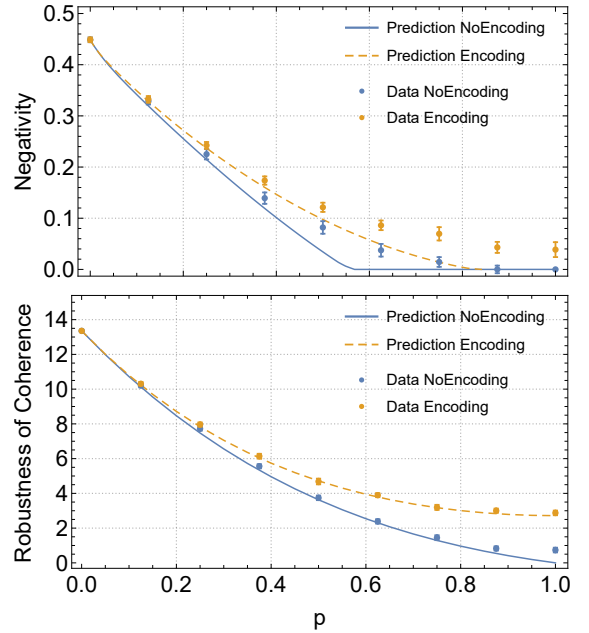 0.5
0.4
0.3
0.2
0.1
0.0
Negativity
Prediction NoEncoding
Prediction Encoding
Data NoEncoding
Data Encoding
14
12
10
8
6
4
2
0
Robustness of Coherence
Prediction NoEncoding
Prediction Encoding
Data NoEncoding
Data Encoding
0.0 0.2 0.4 0.6 0.8 1.0
p